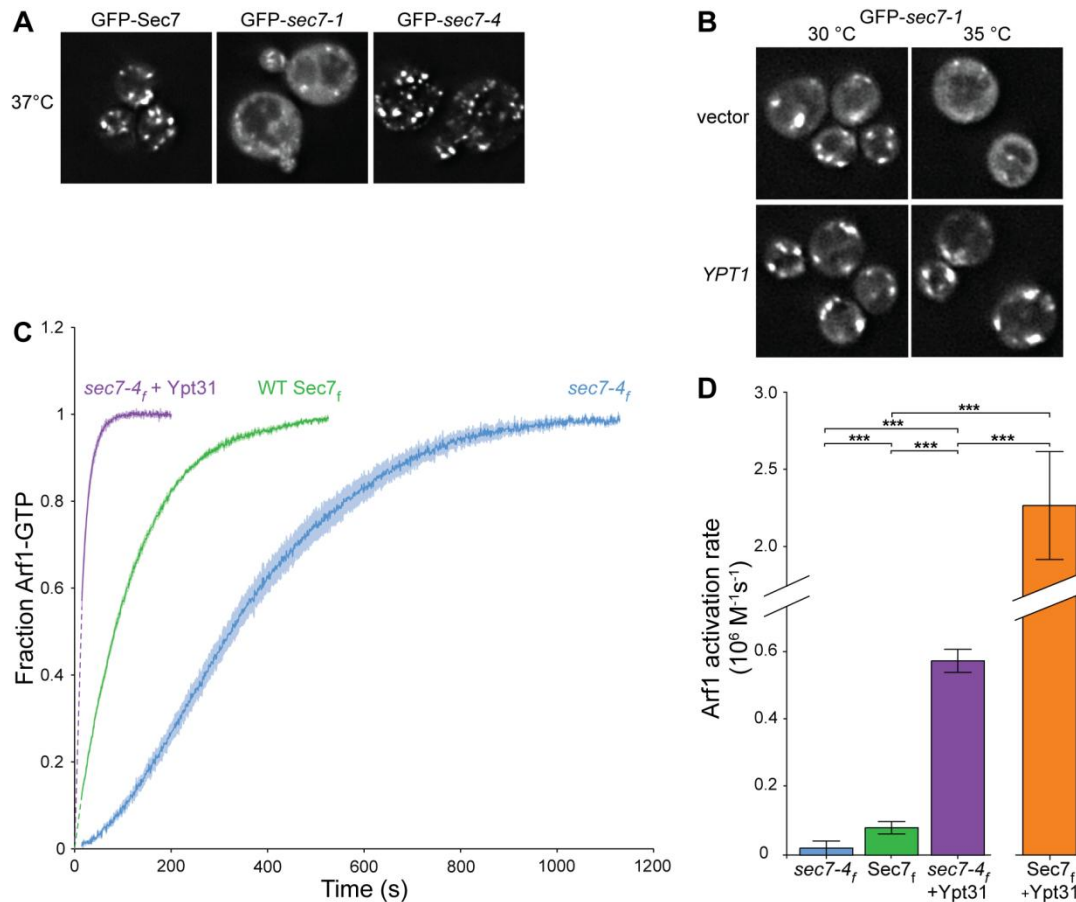 A
GFP-Sec7
GFP-sec7-1
GFP-sec7-4
37°C
B
GFP-sec7-1
30 °C
35 °C
vector
YPT1
C
sec7-4f + Ypt31
WT Sec7f
sec7-4f
Fraction Arf1-GTP
1.2
1
0.8
0.6
0.4
0.2
0
0
200
400
600
800
1000
1200
Time (s)
D
Arf1 activation rate
(10⁶ M⁻¹s⁻¹)
3.0
2.5
2.0
0.6
0.4
0.2
0
***
***
***
***
***
sec7-4f
Sec7f
sec7-4f
+Ypt31
Sec7f
+Ypt31